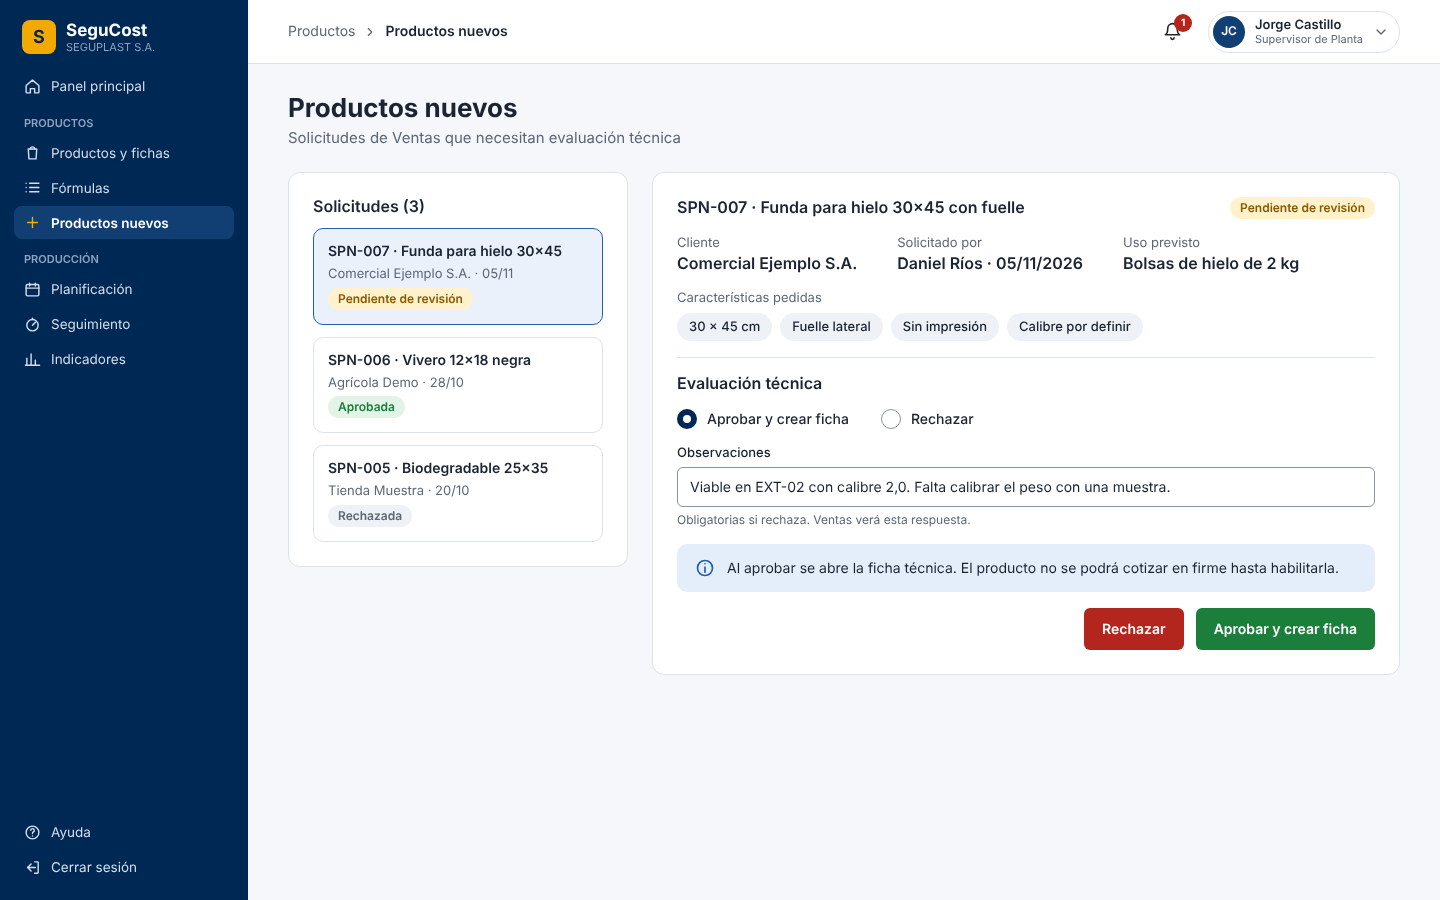 S
SeguCost
SEGUPLAST S.A.
Panel principal
PRODUCTOS
Productos y fichas
Fórmulas
Productos nuevos
PRODUCCIÓN
Planificación
Seguimiento
Indicadores
Ayuda
Cerrar sesión
Productos > Productos nuevos
1
JC
Jorge Castillo
Supervisor de Planta
Productos nuevos
Solicitudes de Ventas que necesitan evaluación técnica
Solicitudes (3)
SPN-007 · Funda para hielo 30×45
Comercial Ejemplo S.A. · 05/11
Pendiente de revisión
SPN-006 · Vivero 12×18 negra
Agrícola Demo · 28/10
Aprobada
SPN-005 · Biodegradable 25×35
Tienda Muestra · 20/10
Rechazada
SPN-007 · Funda para hielo 30×45 con fuelle
Pendiente de revisión
Cliente
Comercial Ejemplo S.A.
Solicitado por
Daniel Ríos · 05/11/2026
Uso previsto
Bolsas de hielo de 2 kg
Características pedidas
30 × 45 cm
Fuelle lateral
Sin impresión
Calibre por definir
Evaluación técnica
Aprobar y crear ficha
Rechazar
Observaciones
Viable en EXT-02 con calibre 2,0. Falta calibrar el peso con una muestra.
Obligatorias si rechaza. Ventas verá esta respuesta.
Al aprobar se abre la ficha técnica. El producto no se podrá cotizar en firme hasta habilitarla.
Rechazar
Aprobar y crear ficha